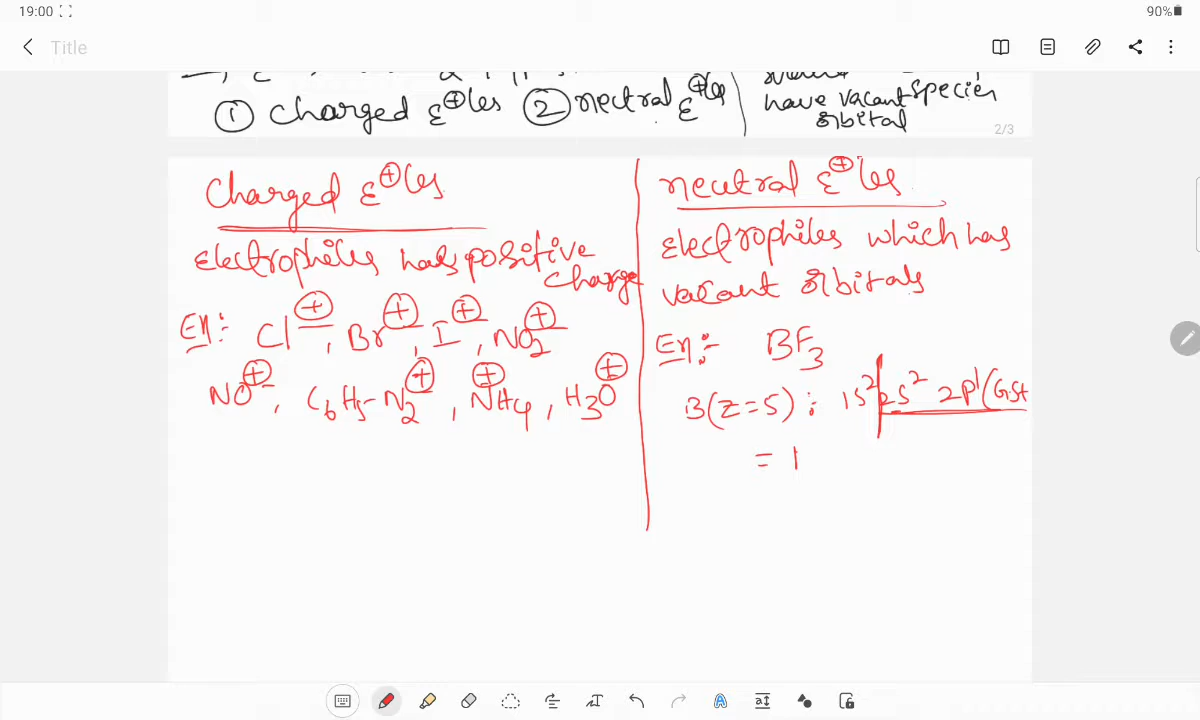 19:00
90%
Title
① Charged ε⊕les ② neutral ε⊕les
have vacant species
orbital
2/3
Charged ε⊕les
electrophiles has positive
charge
Ex:- Cl⊕, Br⊕, I⊕, NO2⊕
NO⊕, C6H5-N2⊕, NH4⊕, H3O⊕
neutral ε⊕les
Electrophiles which has
vacant orbitals
Ex:- BF3
B(Z=5): 1s² 2s² 2p¹(G.St
= 1